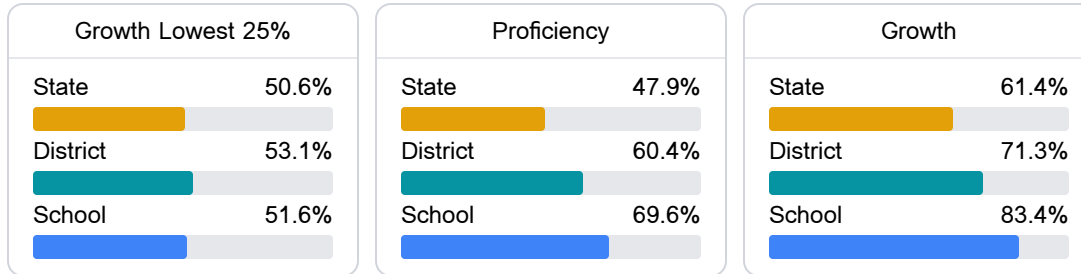 Growth Lowest 25%
State 50.6%
District 53.1%
School 51.6%
Proficiency
State 47.9%
District 60.4%
School 69.6%
Growth
State 61.4%
District 71.3%
School 83.4%